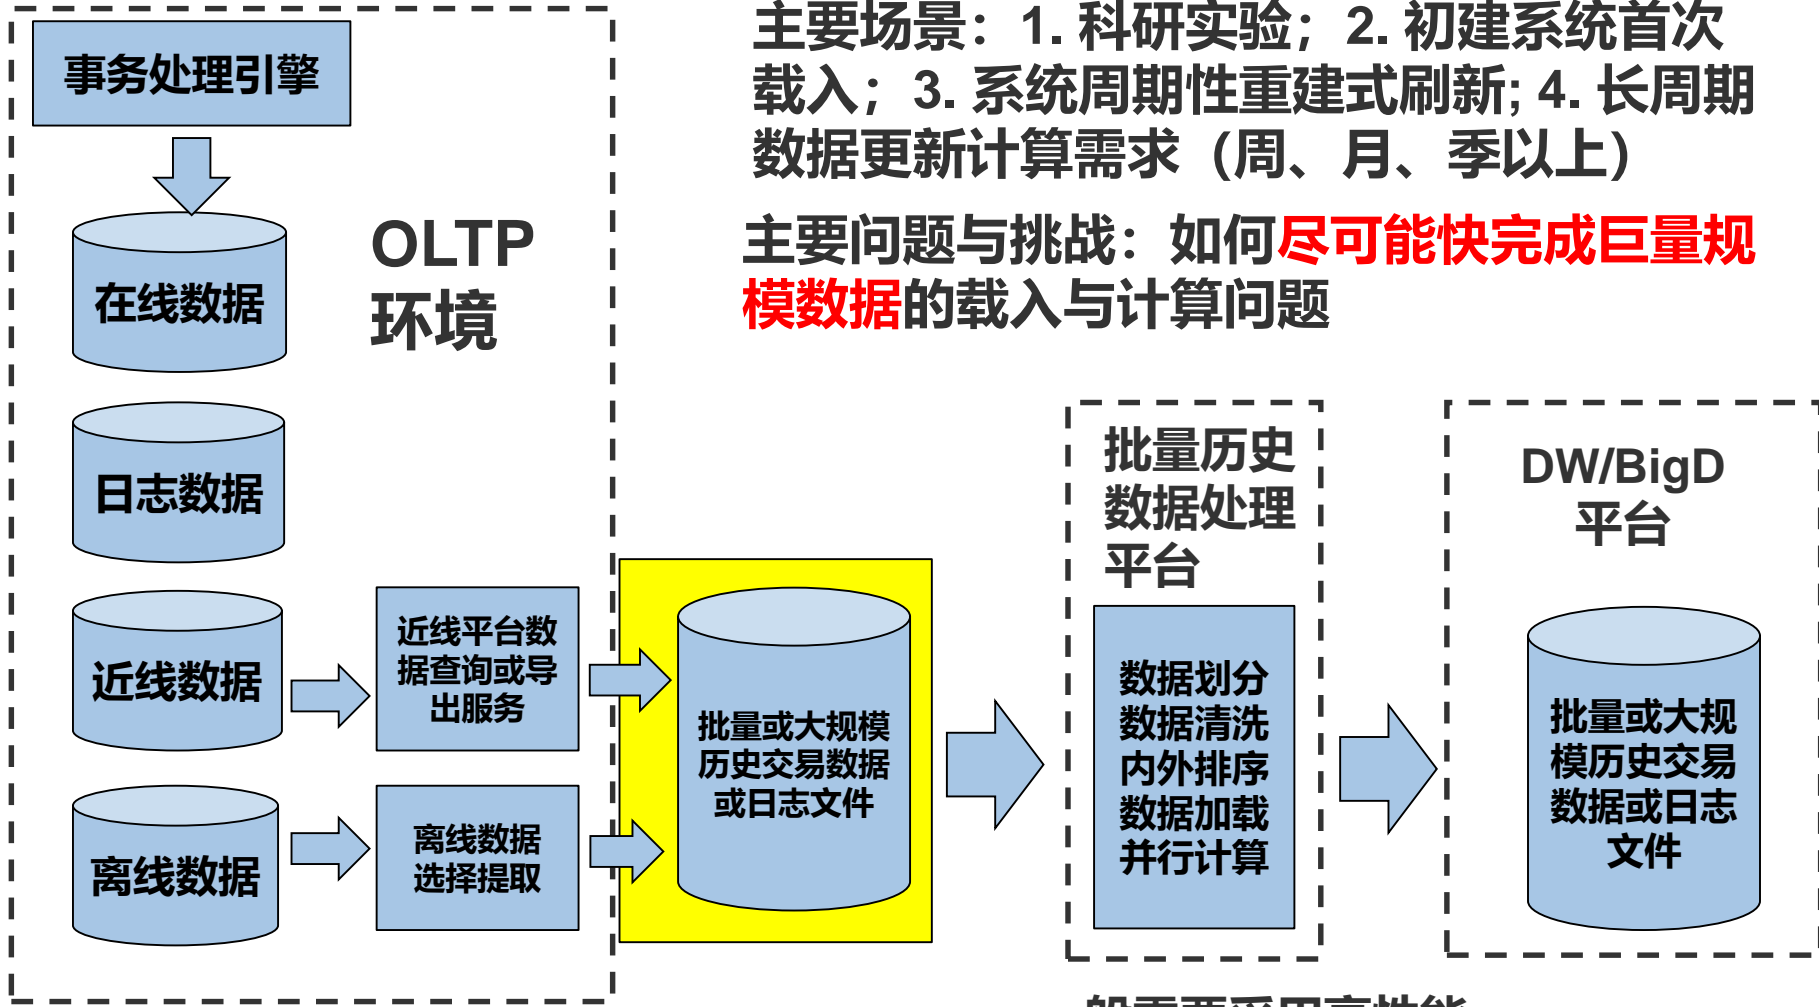 主要场景：1. 科研实验；2. 初建系统首次
载入；3. 系统周期性重建式刷新; 4. 长周期
数据更新计算需求（周、月、季以上）
主要问题与挑战：如何尽可能快完成巨量规
模数据的载入与计算问题
事务处理引擎
OLTP
环境
在线数据
日志数据
近线数据
近线平台数
据查询或导
出服务
离线数据
离线数据
选择提取
批量或大规模
历史交易数据
或日志文件
批量历史
数据处理
平台
数据划分
数据清洗
内外排序
数据加载
并行计算
DW/BigD
平台
批量或大规
模历史交易
数据或日志
文件
一般需要采用高性能